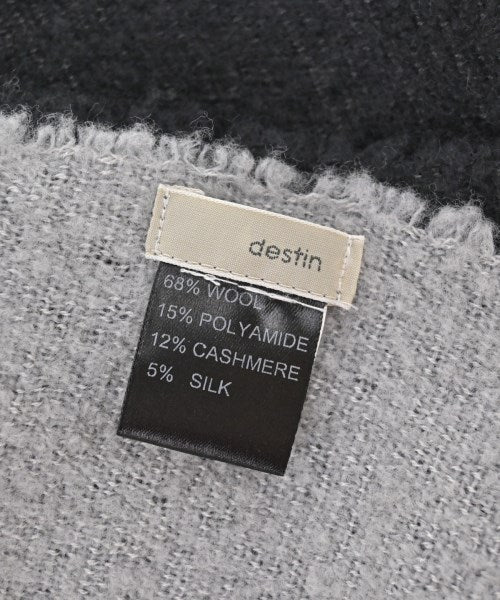 destin
68% WOOL
15% POLYAMIDE
12% CASHMERE
5% SILK